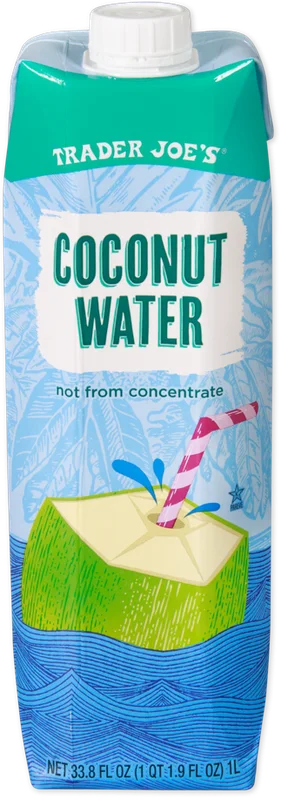 TRADER JOE'S®
COCONUT
WATER
not from concentrate
NET 33.8 FL OZ (1 QT 1.9 FL OZ) 1L